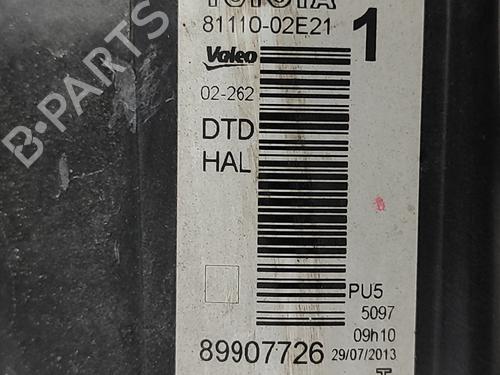 TOYOTA
81110-02E21 1
Valeo
02-262
DTD
HAL
PU5
5097
09h10
89907726 29/07/2013
B-PARTS